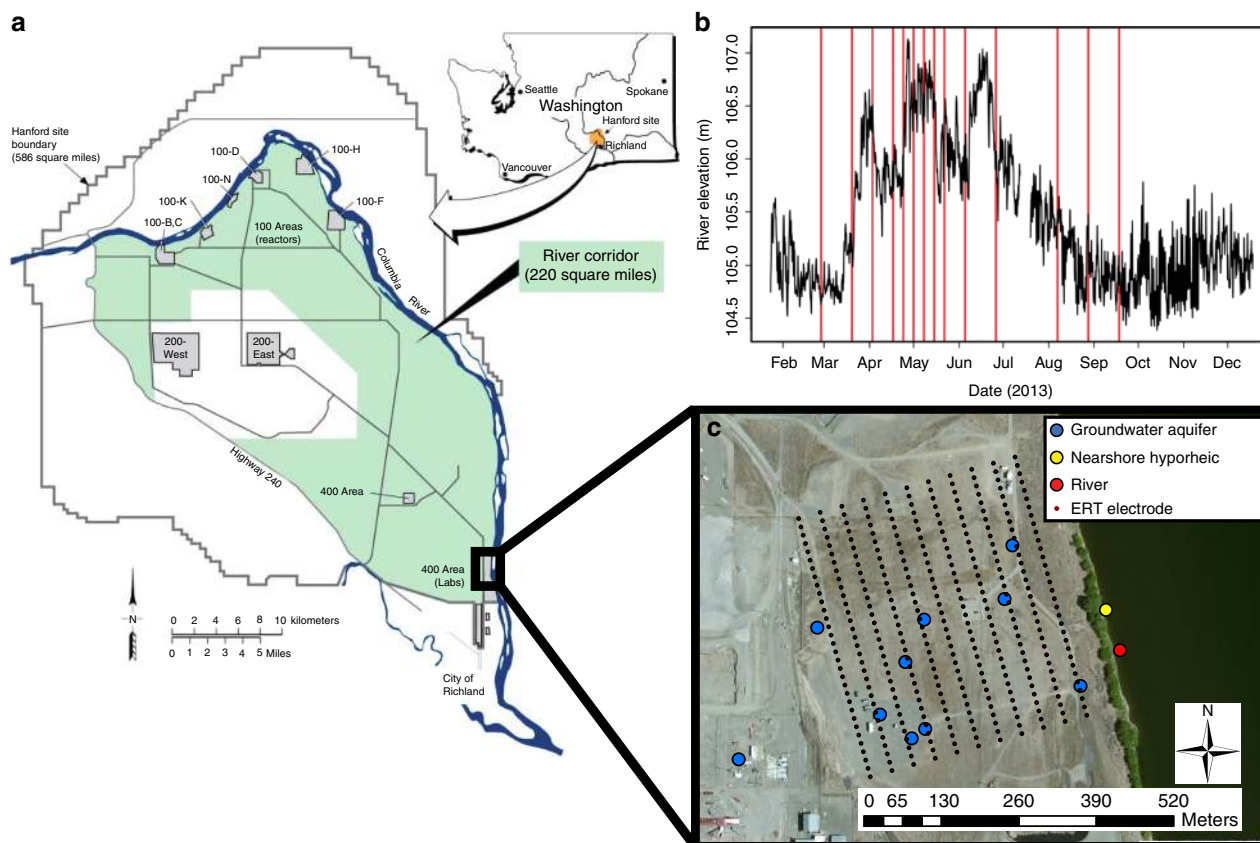 a
Seattle
Spokane
Washington
Hanford site
Richland
Vancouver
Hanford site
boundary
(586 square miles)
100-D
100-H
100-N
100-K
100-F
100-B,C
100 Areas
(reactors)
Columbia
River
River corridor
(220 square miles)
200-
West
200-
East
Highway 240
400 Area
400 Area
(Labs)
N
0 2 4 6 8 10 kilometers
0 1 2 3 4 5 Miles
City of
Richland
b
River elevation (m)
107.0
106.5
106.0
105.5
105.0
104.5
Feb Mar Apr May Jun Jul Aug Sep Oct Nov Dec
Date (2013)
c
Groundwater aquifer
Nearshore hyporheic
River
ERT electrode
N
0 65 130 260 390 520
Meters